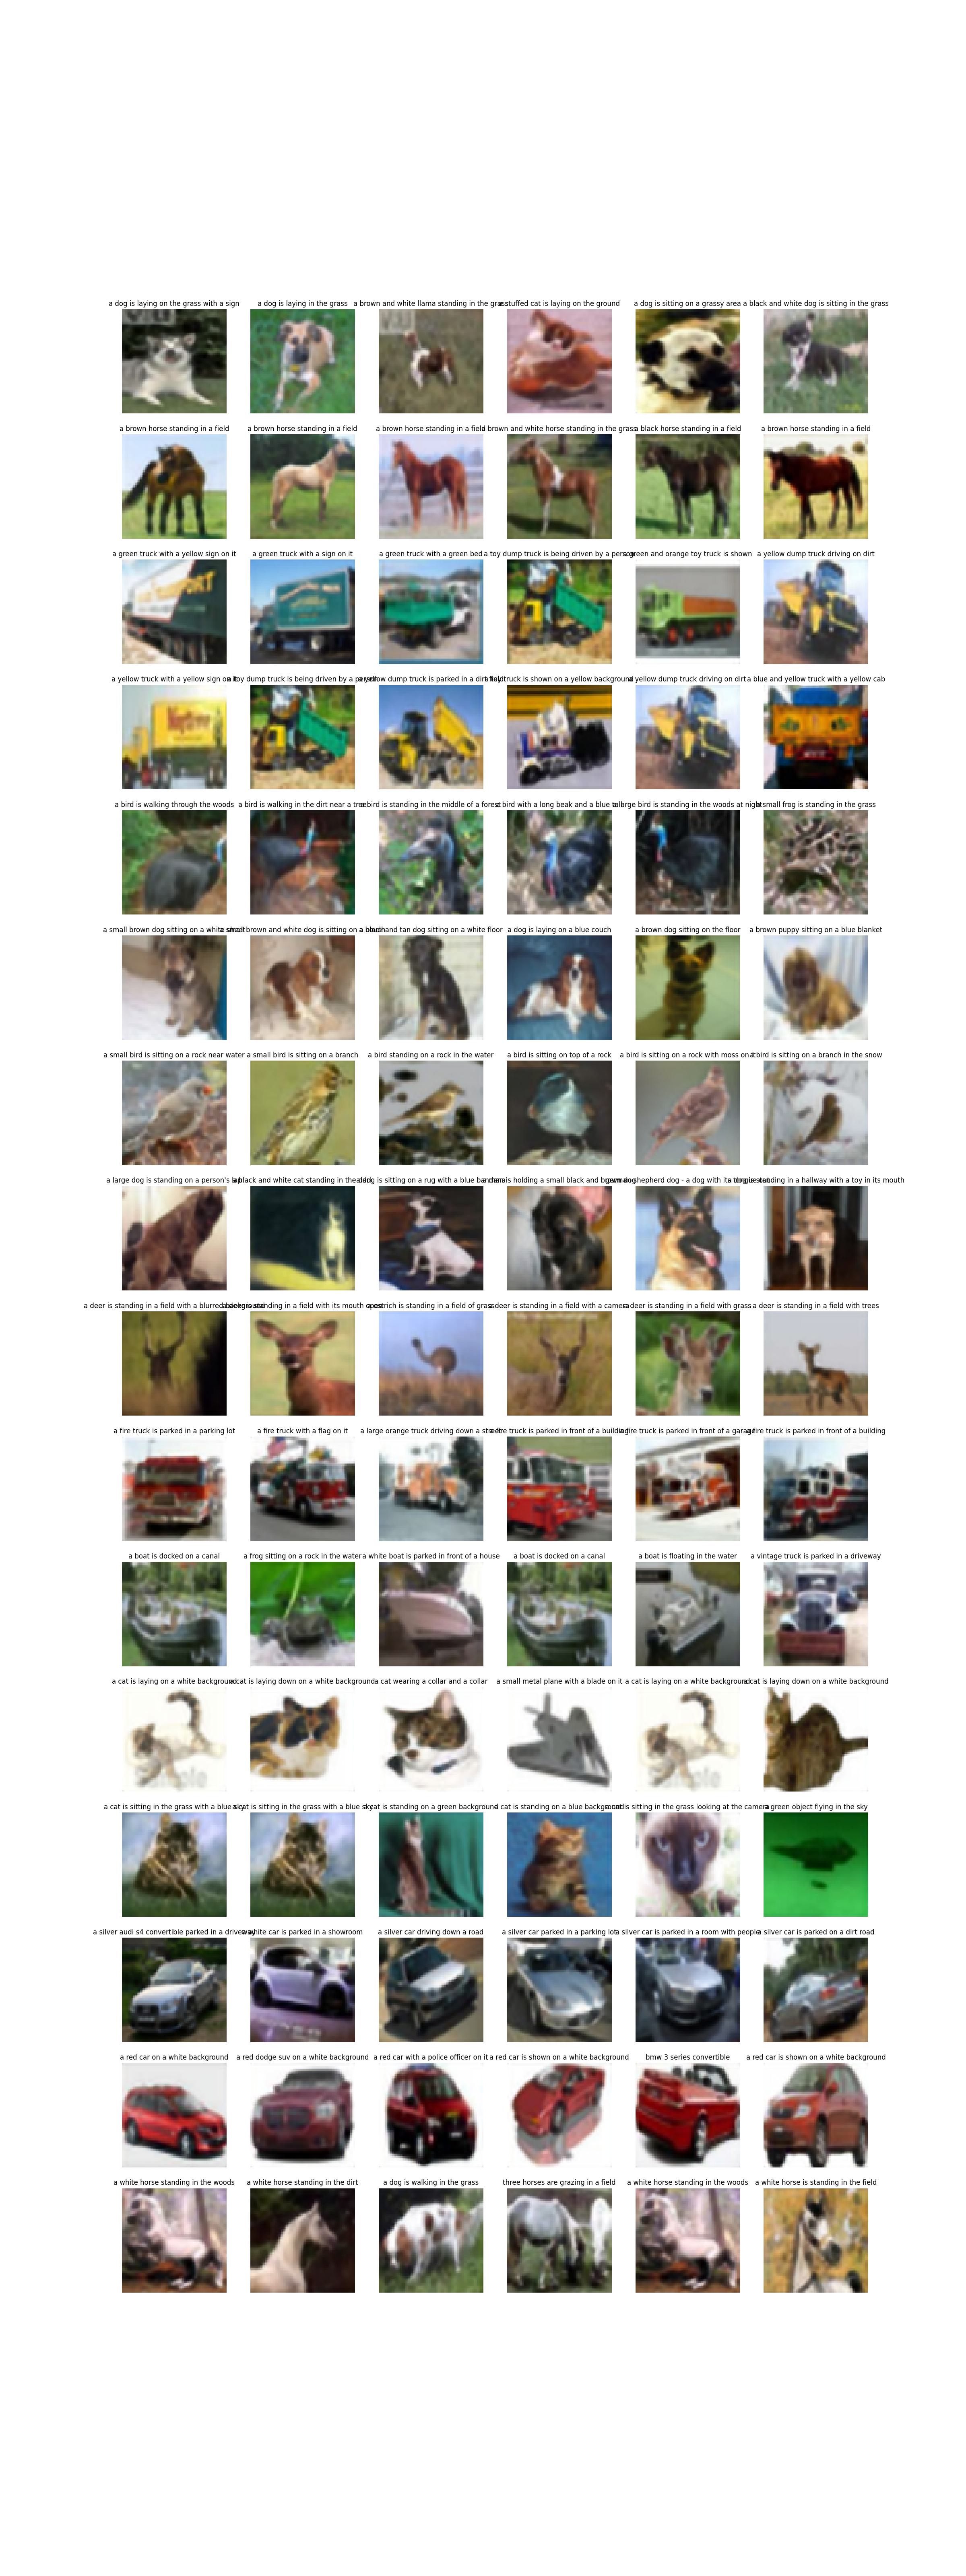 a dog is laying on the grass with a sign
a dog is laying in the grass
a brown and white llama standing in the grass
a stuffed cat is laying on the ground
a dog is sitting on a grassy area
a black and white dog is sitting in the grass
a brown horse standing in a field
a brown horse standing in a field
a brown horse standing in a field
a brown and white horse standing in the grass
a black horse standing in a field
a brown horse standing in a field
a green truck with a yellow sign on it
a green truck with a sign on it
a green truck with a green bed
a toy dump truck is being driven by a person
a green and orange toy truck is shown
a yellow dump truck driving on dirt
a yellow truck with a yellow sign on it
a toy dump truck is being driven by a person
a yellow dump truck is parked in a dirt field
truck is shown on a yellow background
a yellow dump truck driving on dirt
a blue and yellow truck with a yellow cab
a bird is walking through the woods
a bird is walking in the dirt near a tree
a bird is standing in the middle of a forest
a bird with a long beak and a blue tail
a large bird is standing in the woods at night
a small frog is standing in the grass
a small brown dog sitting on a white sheet
a small brown and white dog is sitting on a couch
a black and tan dog sitting on a white floor
a dog is laying on a blue couch
a brown dog sitting on the floor
a brown puppy sitting on a blue blanket
a small bird is sitting on a rock near water
a small bird is sitting on a branch
a bird standing on a rock in the water
a bird is sitting on top of a rock
a bird is sitting on a rock with moss on it
a bird is sitting on a branch in the snow
a large dog is standing on a person's lap
a black and white cat standing in the dark
a dog is sitting on a rug with a blue bandana
is holding a small black and brown dog
german shepherd dog - a dog with its tongue out
a dog is standing in a hallway with a toy in its mouth
a deer is standing in a field with a blurred background
a deer is standing in a field with its mouth open
an ostrich is standing in a field of grass
a deer is standing in a field with a camera
a deer is standing in a field with grass
a deer is standing in a field with trees
a fire truck is parked in a parking lot
a fire truck with a flag on it
a large orange truck driving down a street
a fire truck is parked in front of a building
a fire truck is parked in front of a garage
a fire truck is parked in front of a building
a boat is docked on a canal
a frog sitting on a rock in the water
a white boat is parked in front of a house
a boat is docked on a canal
a boat is floating in the water
a vintage truck is parked in a driveway
a cat is laying on a white background
a cat is laying down on a white background
a cat wearing a collar and a collar
a small metal plane with a blade on it
a cat is laying on a white background
a cat is laying down on a white background
a cat is sitting in the grass with a blue sky
a cat is sitting in the grass with a blue sky
a cat is standing on a green background
a cat is standing on a blue background
a cat is sitting in the grass looking at the camera
a green object flying in the sky
a silver audi s4 convertible parked in a driveway
a white car is parked in a showroom
a silver car driving down a road
a silver car parked in a parking lot
a silver car is parked in a room with people
a silver car is parked on a dirt road
a red car on a white background
a red dodge suv on a white background
a red car with a police officer on it
a red car is shown on a white background
bmw 3 series convertible
a red car is shown on a white background
a white horse standing in the woods
a white horse standing in the dirt
a dog is walking in the grass
three horses are grazing in a field
a white horse standing in the woods
a white horse is standing in the field